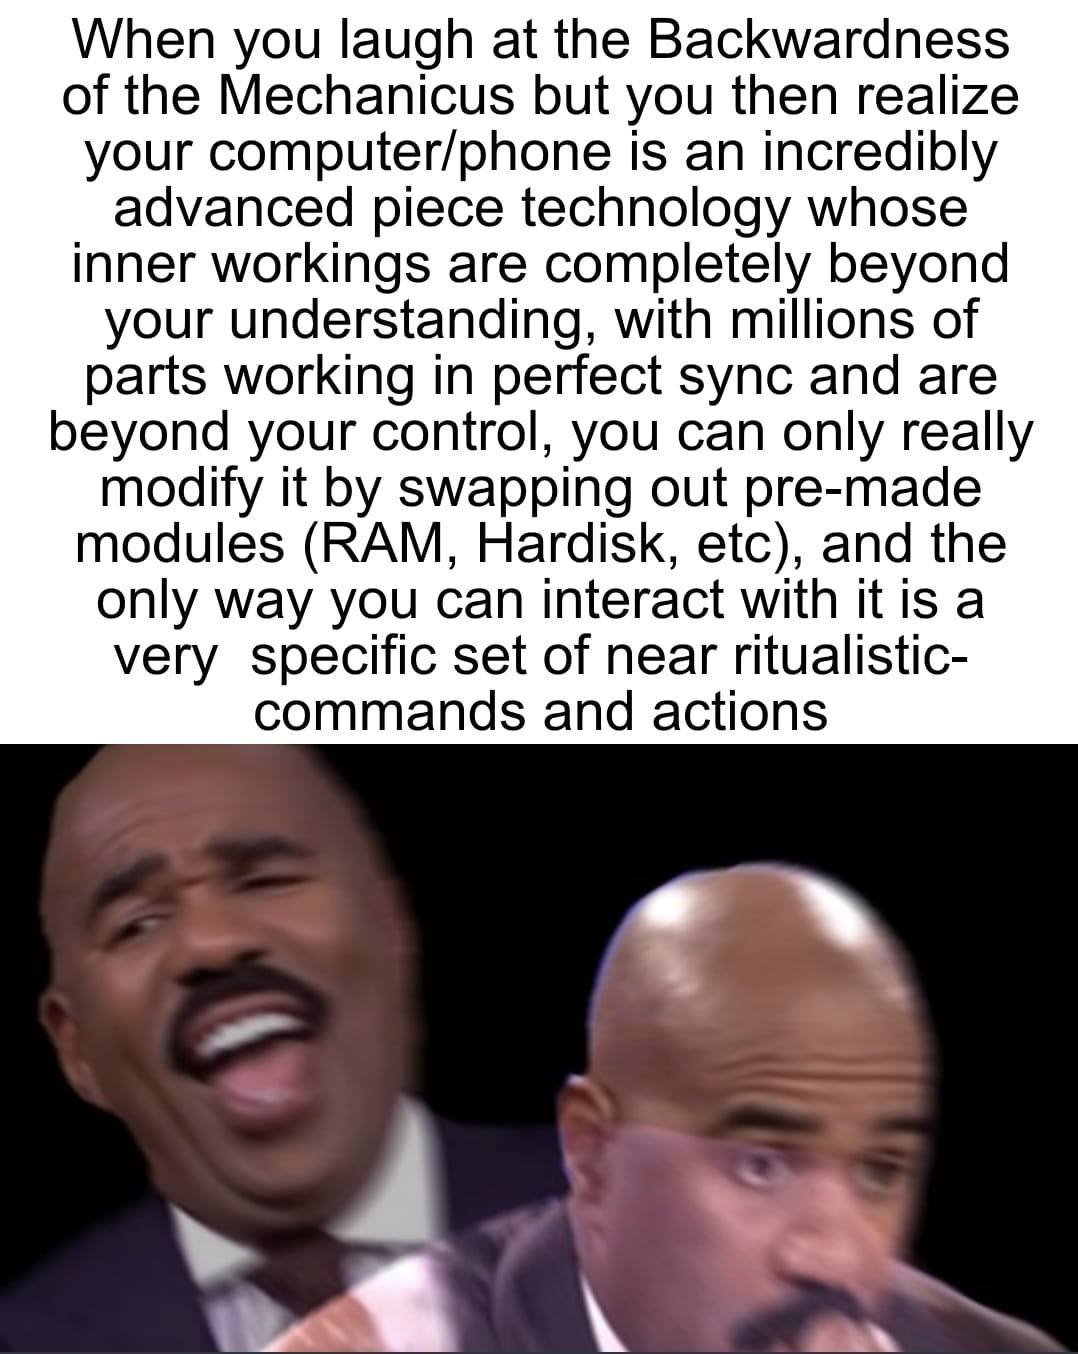 When you laugh at the Backwardness
of the Mechanicus but you then realize
your computer/phone is an incredibly
advanced piece technology whose
inner workings are completely beyond
your understanding, with millions of
parts working in perfect sync and are
beyond your control, you can only really
modify it by swapping out pre-made
modules (RAM, Hardisk, etc), and the
only way you can interact with it is a
very  specific set of near ritualistic-
commands and actions